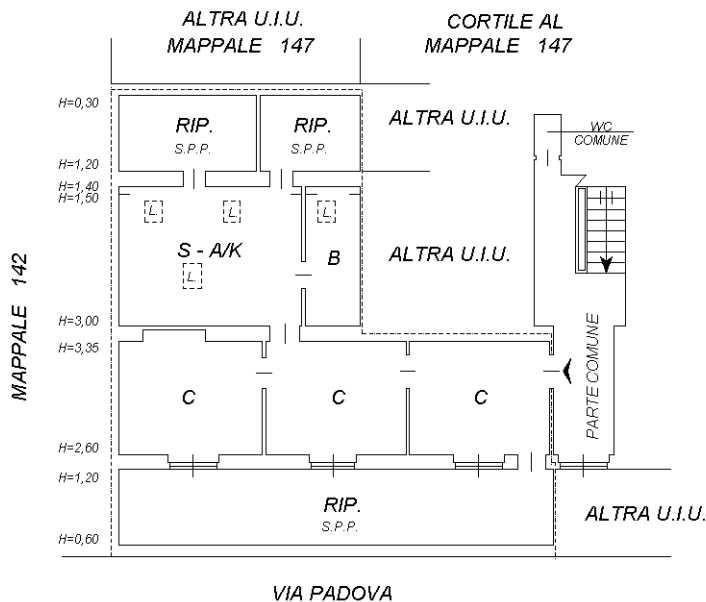 ALTRA U.I.U.
MAPPALE 147
CORTILE AL
MAPPALE 147
H=0,30
RIP.
S.P.P.
RIP.
S.P.P.
ALTRA U.I.U.
WC
COMUNE
H=1,20
H=1,40
H=1,50
L.
L.
L.
S - A/K
B
ALTRA U.I.U.
L.
MAPPALE 142
H=3,00
H=3,35
C
C
C
PARTE COMUNE
H=2,60
H=1,20
RIP.
S.P.P.
ALTRA U.I.U.
H=0,60
VIA PADOVA